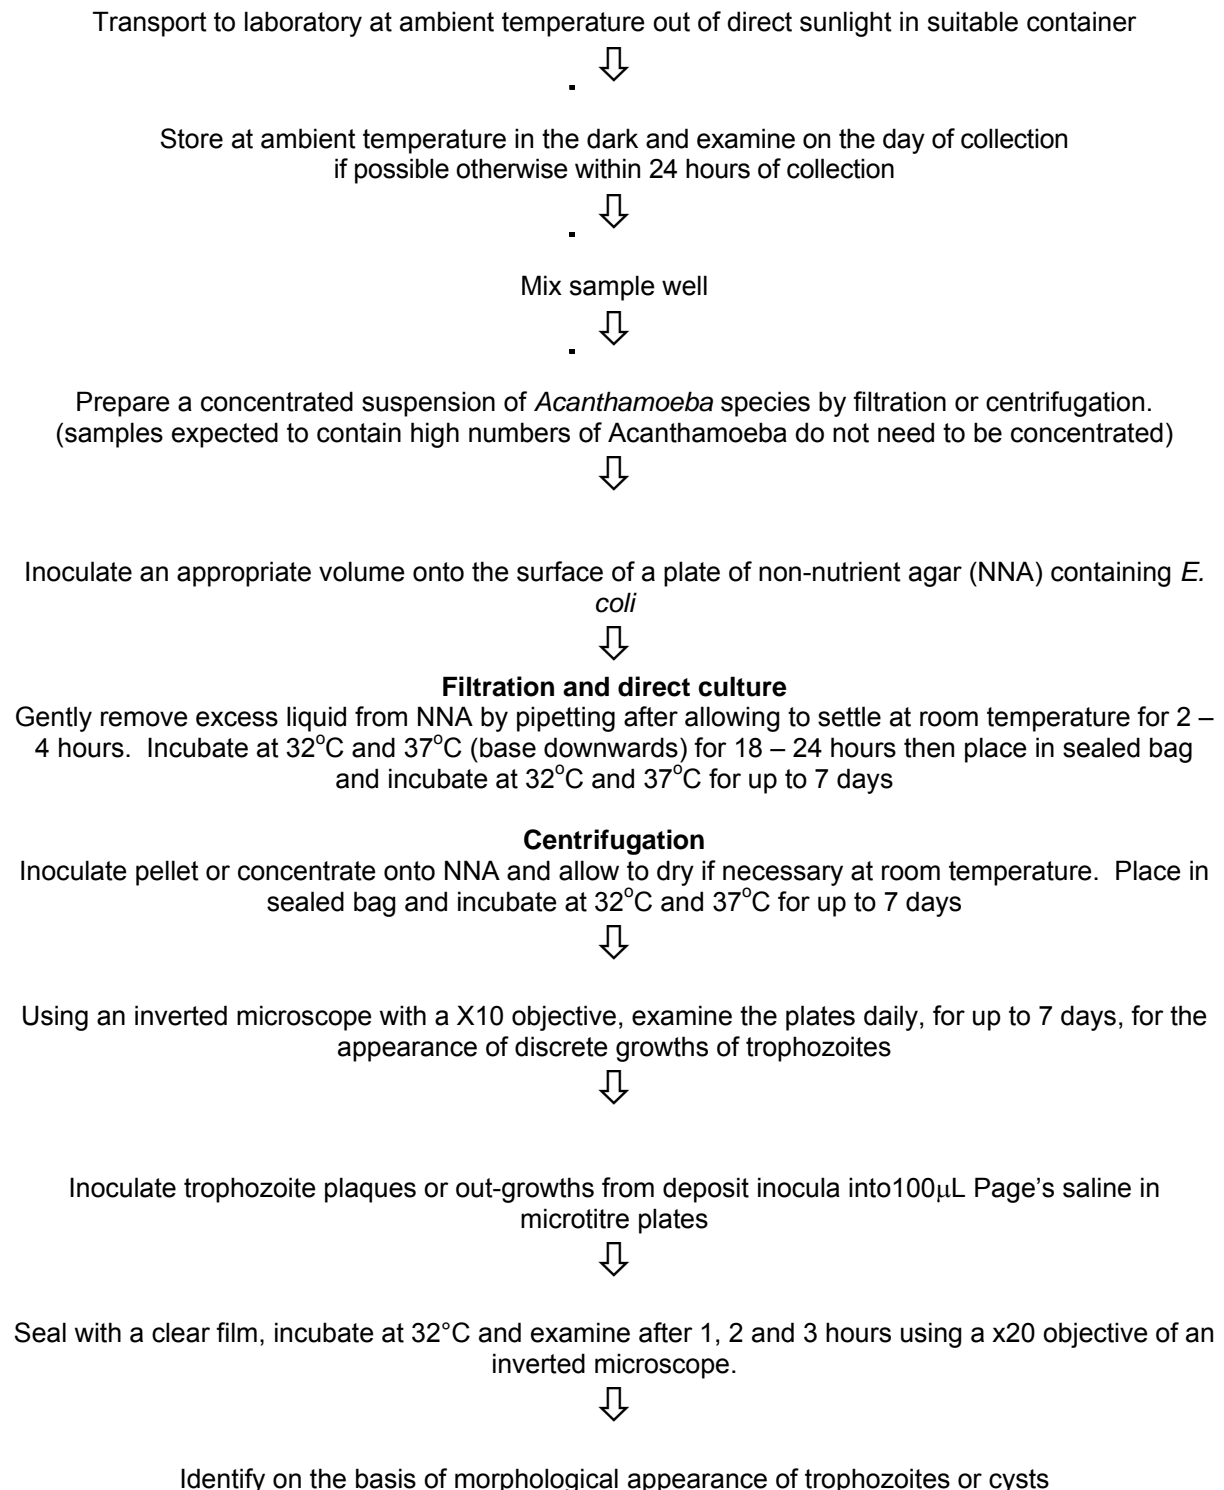 Transport to laboratory at ambient temperature out of direct sunlight in suitable container
Store at ambient temperature in the dark and examine on the day of collection
if possible otherwise within 24 hours of collection
Mix sample well
Prepare a concentrated suspension of Acanthamoeba species by filtration or centrifugation.
(samples expected to contain high numbers of Acanthamoeba do not need to be concentrated)
Inoculate an appropriate volume onto the surface of a plate of non-nutrient agar (NNA) containing E.
coli
Filtration and direct culture
Gently remove excess liquid from NNA by pipetting after allowing to settle at room temperature for 2 –
4 hours.  Incubate at 32°C and 37°C (base downwards) for 18 – 24 hours then place in sealed bag
and incubate at 32°C and 37°C for up to 7 days
Centrifugation
Inoculate pellet or concentrate onto NNA and allow to dry if necessary at room temperature.  Place in
sealed bag and incubate at 32°C and 37°C for up to 7 days
Using an inverted microscope with a X10 objective, examine the plates daily, for up to 7 days, for the
appearance of discrete growths of trophozoites
Inoculate trophozoite plaques or out-growths from deposit inocula into100μL Page’s saline in
microtitre plates
Seal with a clear film, incubate at 32°C and examine after 1, 2 and 3 hours using a x20 objective of an
inverted microscope.
Identify on the basis of morphological appearance of trophozoites or cysts